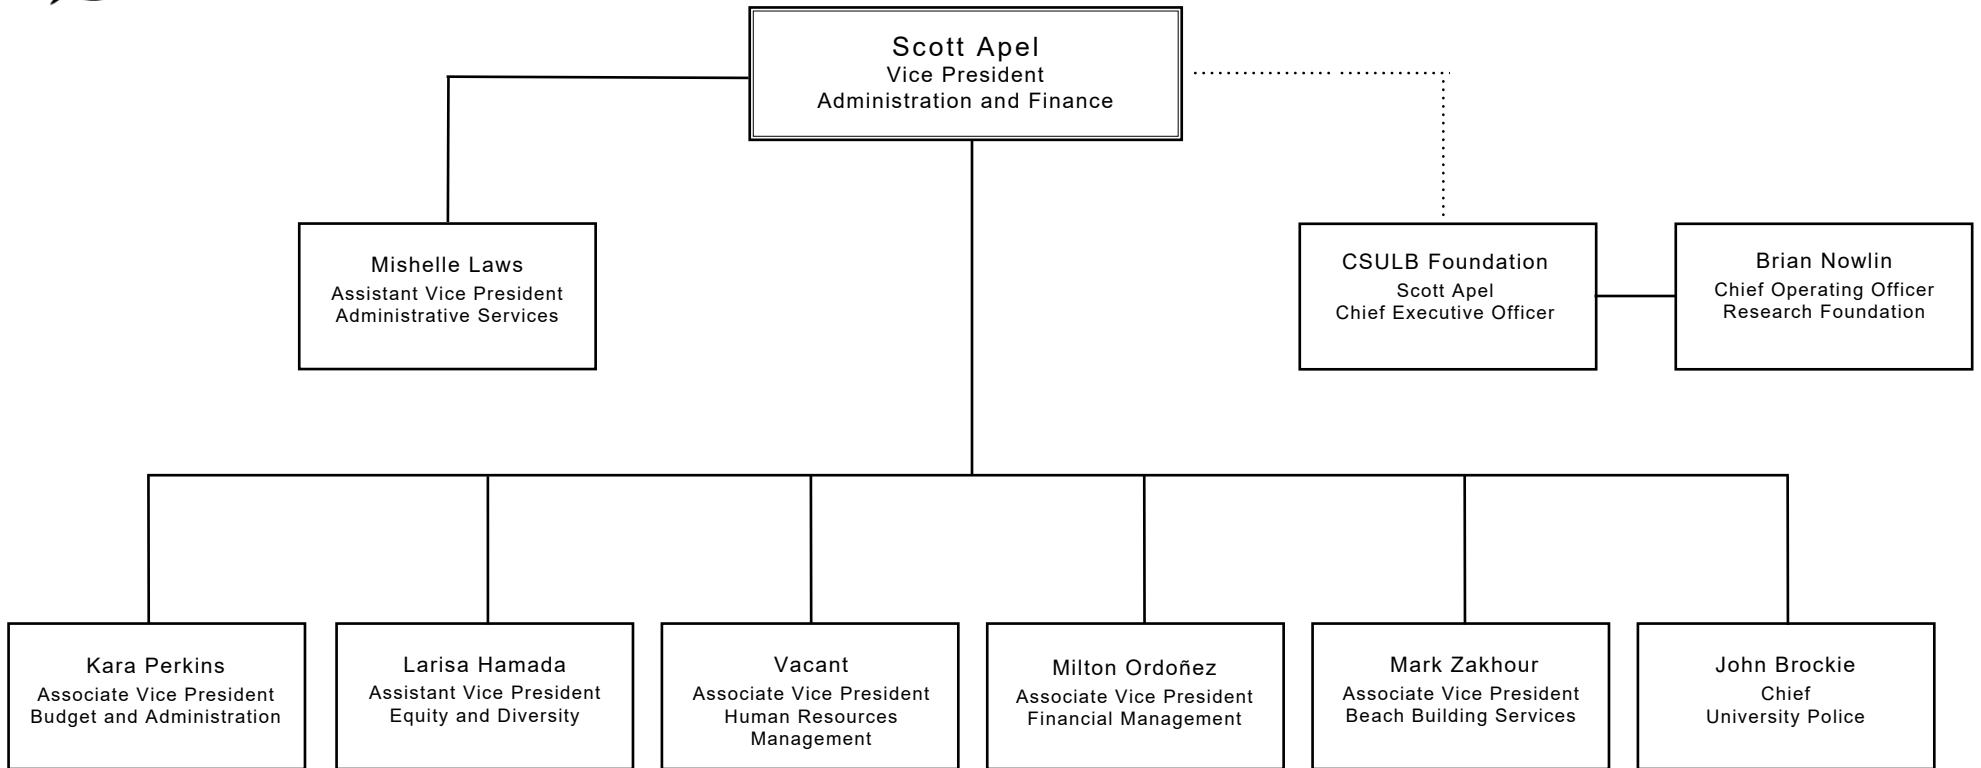 Scott Apel
Vice President
Administration and Finance
Mishelle Laws
Assistant Vice President
Administrative Services
CSULB Foundation
Scott Apel
Chief Executive Officer
Brian Nowlin
Chief Operating Officer
Research Foundation
Kara Perkins
Associate Vice President
Budget and Administration
Larisa Hamada
Assistant Vice President
Equity and Diversity
Vacant
Associate Vice President
Human Resources
Management
Milton Ordoñez
Associate Vice President
Financial Management
Mark Zakhour
Associate Vice President
Beach Building Services
John Brockie
Chief
University Police